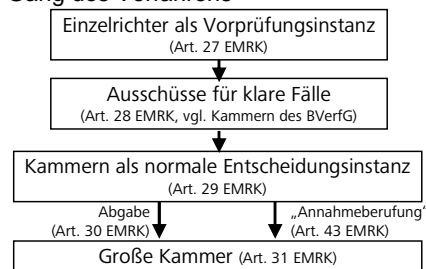 Gang des Verfahrens
Einzelrichter als Vorprüfungsinstanz
(Art. 27 EMRK)
Ausschüsse für klare Fälle
(Art. 28 EMRK, vgl. Kammern des BVerfG)
Kammern als normale Entscheidungsinstanz
(Art. 29 EMRK)
Abgabe
(Art. 30 EMRK)
„Annahmeberufung“
(Art. 43 EMRK)
Große Kammer (Art. 31 EMRK)